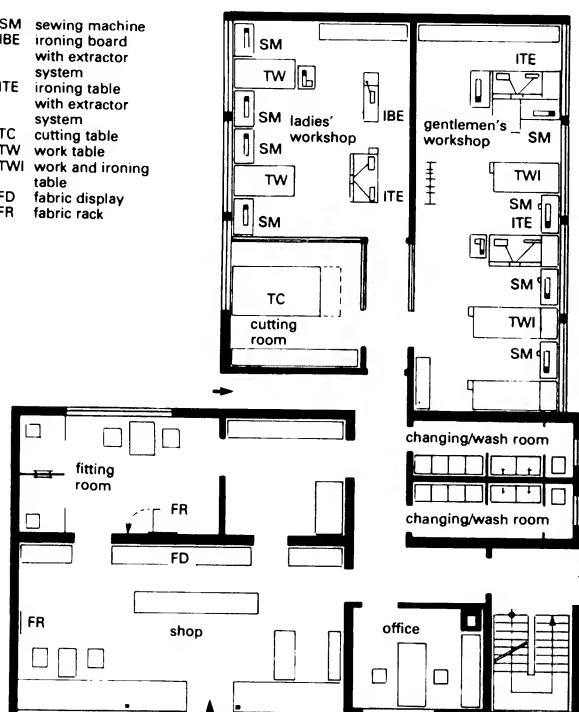 SM sewing machine
IBE ironing board
with extractor
system
ITE ironing table
with extractor
system
TC cutting table
TW work table
TWI work and ironing
table
FD fabric display
FR fabric rack
SM
TW
SM
SM
TW
SM
ladies'
workshop
IBE
ITE
gentlemen's
workshop
ITE
SM
TWI
SM
ITE
SM
TWI
SM
TC
cutting
room
changing/wash room
changing/wash room
fitting
room
FR
FD
FR
shop
office